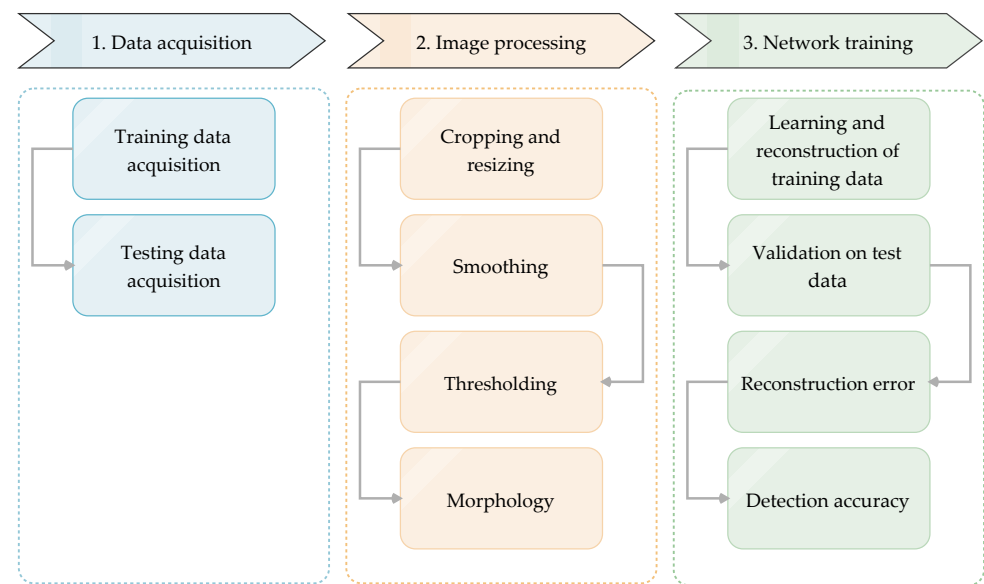 1. Data acquisition
2. Image processing
3. Network training
Training data
acquisition
Testing data
acquisition
Cropping and
resizing
Smoothing
Thresholding
Morphology
Learning and
reconstruction of
training data
Validation on test
data
Reconstruction error
Detection accuracy